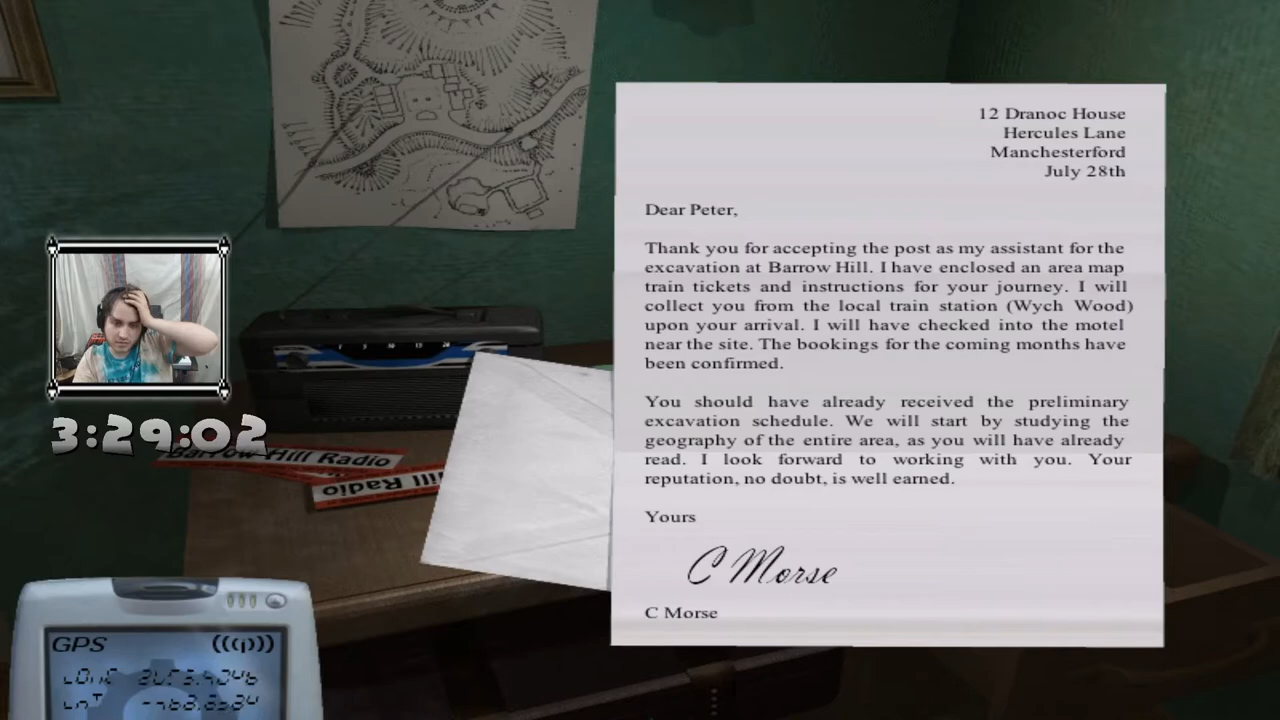 12 Dranoc House
Hercules Lane
Manchesterford
July 28th
Dear Peter,
Thank you for accepting the post as my assistant for the
excavation at Barrow Hill. I have enclosed an area map
train tickets and instructions for your journey. I will
collect you from the local train station (Wych Wood)
upon your arrival. I will have checked into the motel
near the site. The bookings for the coming months have
been confirmed.
You should have already received the preliminary
excavation schedule. We will start by studying the
geography of the entire area, as you will have already
read. I look forward to working with you. Your
reputation, no doubt, is well earned.
Yours
C Morse
C Morse
3:29:02
Barrow Hill Radio
Hill Radio
GPS